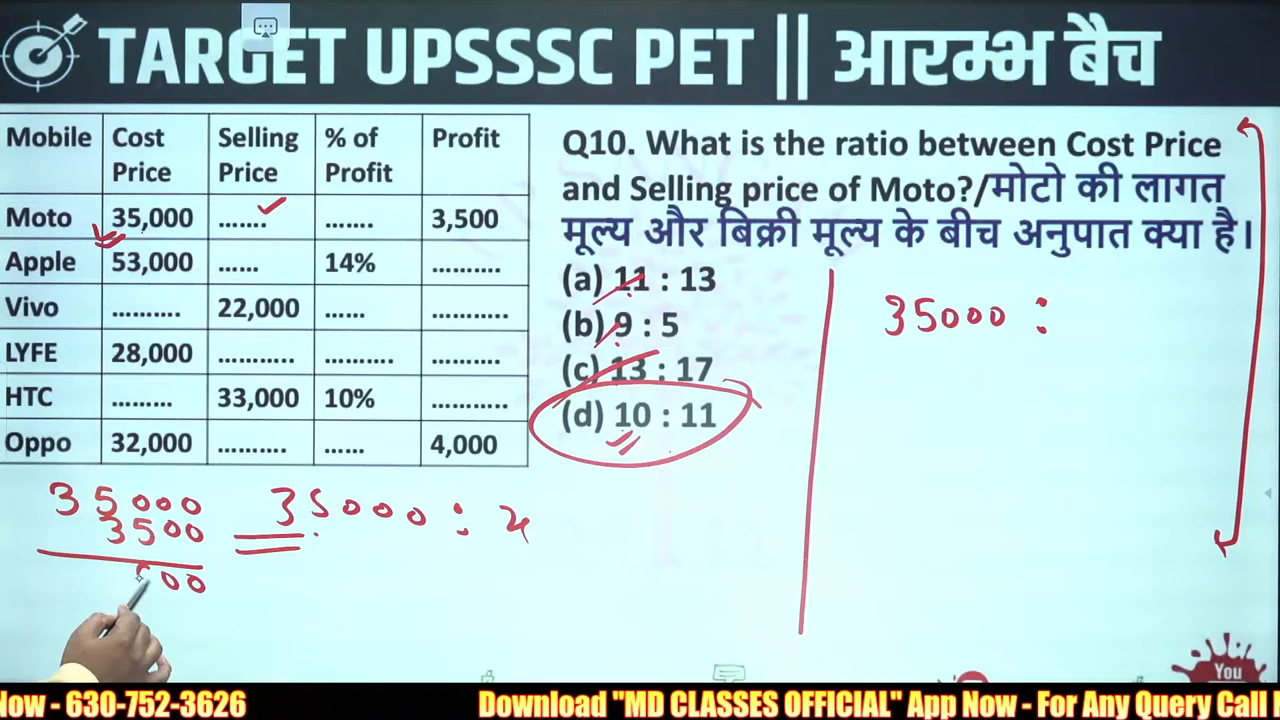 TARGET UPSSSC PET || आरम्भ बैच
Mobile Cost Price Selling Price % of Profit Profit
Moto 35,000 ....... ....... 3,500
Apple 53,000 ...... 14% ..........
Vivo .......... 22,000 ...... ...........
LYFE 28,000 ........... .......... ..........
HTC ......... 33,000 10% ...........
Oppo 32,000 .......... ...... 4,000
Q10. What is the ratio between Cost Price
and Selling price of Moto?/मोटो की लागत
मूल्य और बिक्री मूल्य के बीच अनुपात क्या है।
(a) 11 : 13
(b) 9 : 5
(c) 13 : 17
(d) 10 : 11
35000 :
35000
3500
00
35000 : x
You
Now - 630-752-3626 Download "MD CLASSES OFFICIAL" App Now - For Any Query Call